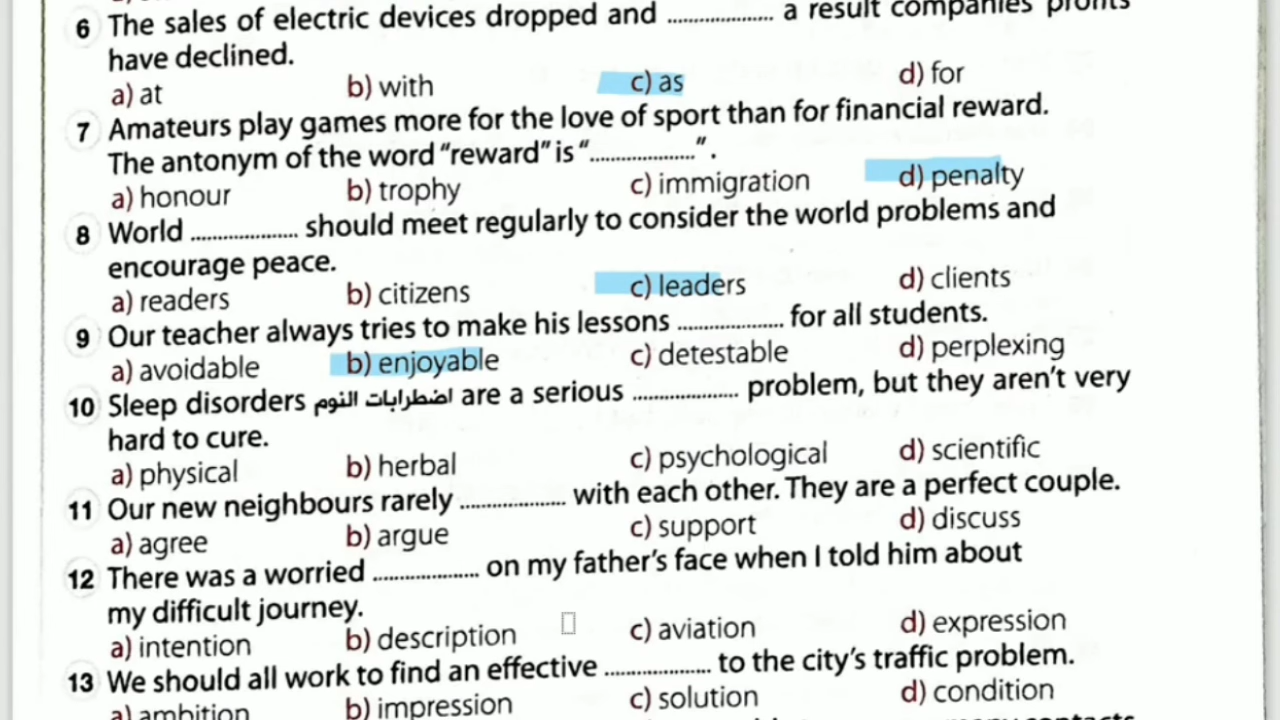 6 The sales of electric devices dropped and .................... a result companies profits
have declined.
a) at b) with c) as d) for
7 Amateurs play games more for the love of sport than for financial reward.
The antonym of the word "reward" is "....................".
a) honour b) trophy c) immigration d) penalty
8 World .................... should meet regularly to consider the world problems and
encourage peace.
a) readers b) citizens c) leaders d) clients
9 Our teacher always tries to make his lessons .................... for all students.
a) avoidable b) enjoyable c) detestable d) perplexing
10 Sleep disorders اضطرابات النوم are a serious .................... problem, but they aren't very
hard to cure.
a) physical b) herbal c) psychological d) scientific
11 Our new neighbours rarely .................... with each other. They are a perfect couple.
a) agree b) argue c) support d) discuss
12 There was a worried .................... on my father's face when I told him about
my difficult journey.
a) intention b) description c) aviation d) expression
13 We should all work to find an effective .................... to the city's traffic problem.
a) ambition b) impression c) solution d) condition
many contacts